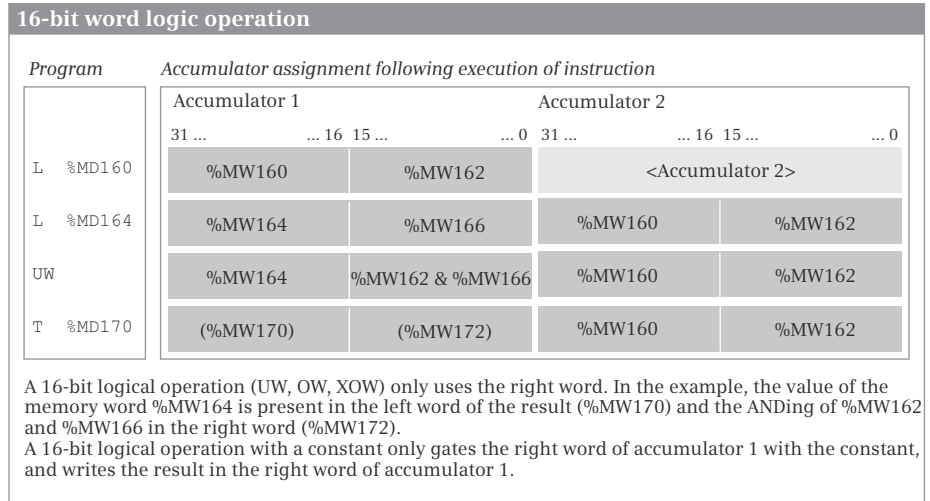 16-bit word logic operation
Program Accumulator assignment following execution of instruction
Accumulator 1 Accumulator 2
31 ... ... 16 15 ... ... 0 31 ... ... 16 15 ... ... 0
L %MD160 %MW160 %MW162 <Accumulator 2>
L %MD164 %MW164 %MW166 %MW160 %MW162
UW %MW164 %MW162 & %MW166 %MW160 %MW162
T %MD170 (%MW170) (%MW172) %MW160 %MW162
A 16-bit logical operation (UW, OW, XOW) only uses the right word. In the example, the value of the
memory word %MW164 is present in the left word of the result (%MW170) and the ANDing of %MW162
and %MW166 in the right word (%MW172).
A 16-bit logical operation with a constant only gates the right word of accumulator 1 with the constant,
and writes the result in the right word of accumulator 1.